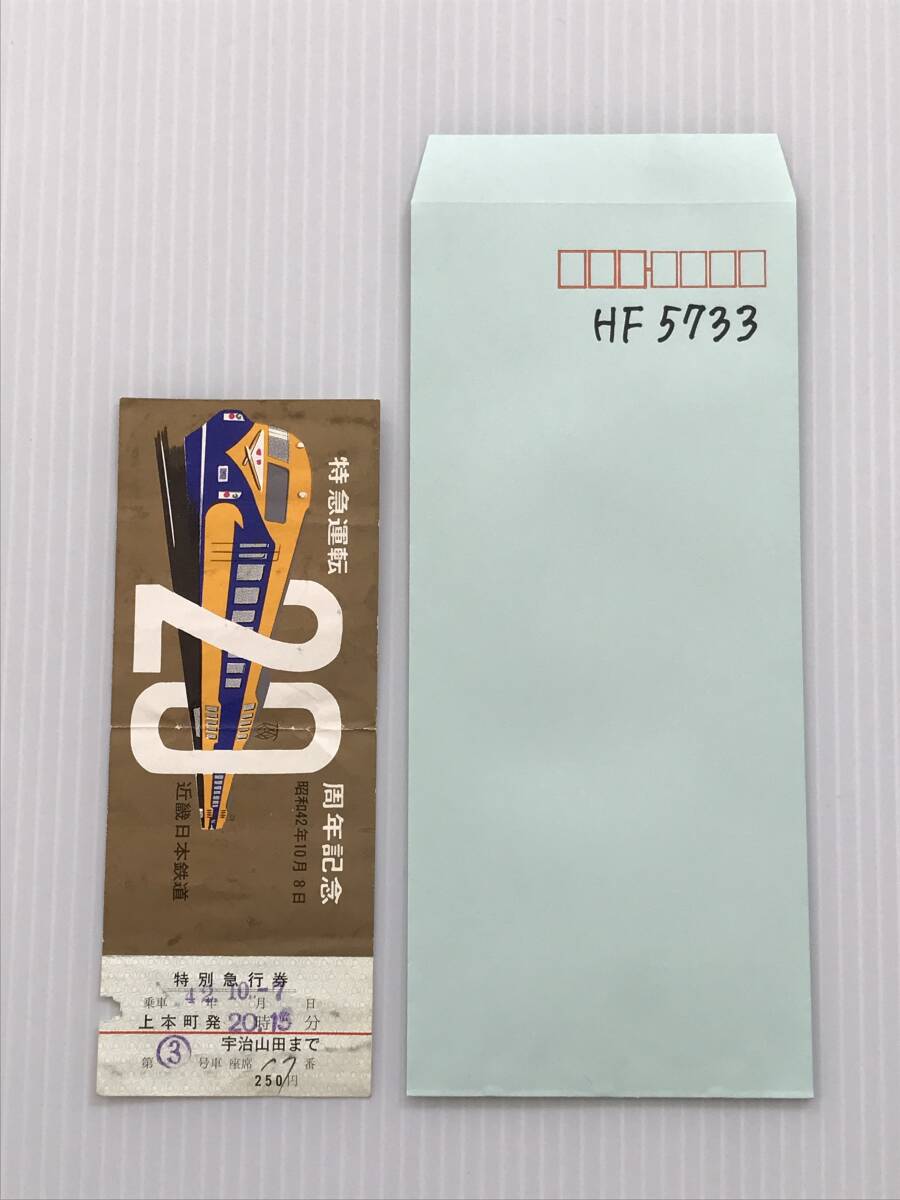 HF 5733
特急運転
20
周年記念
昭和42年10月8日
近畿日本鉄道
特別急行券
乗車 42年10月-7日
上本町発20時15分
宇治山田まで
第3号車 座席 番
250円